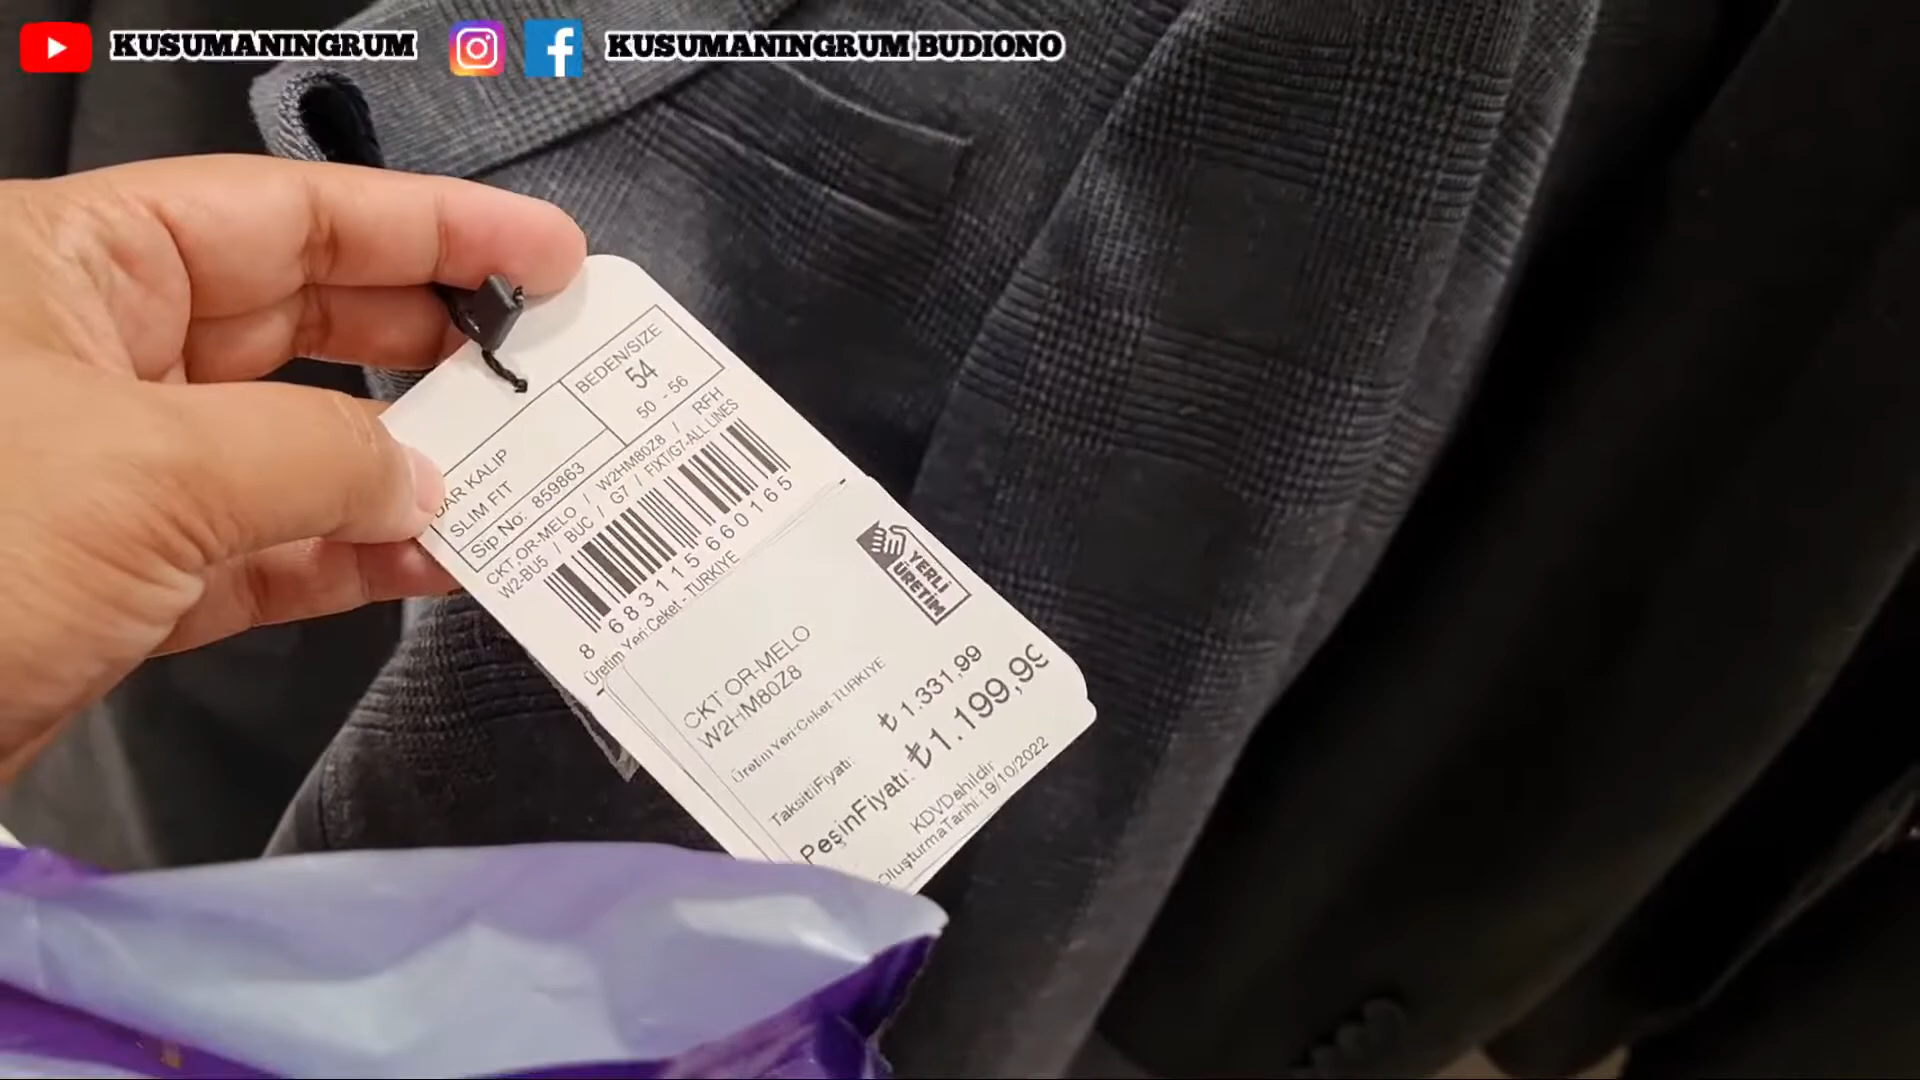 KUSUMANINGRUM
KUSUMANINGRUM BUDIONO
BEDEN/SIZE
54
50 - 56
DAR KALIP
SLIM FIT
Sip No: 859863
CKT OR-MELO / W2HM80Z8 / RFH
W2-BU5 / BUC / G7 / FIXT/G7-ALL LINES
8 683115 660165
Üretim Yeri:Ceket - TURKIYE
YERLİ
ÜRETİM
CKT OR-MELO
W2HM80Z8
Üretim Yeri:Ceket-TURKIYE
TaksitliFiyatı: ₺1.331,99
PeşinFiyatı: ₺1.199,99
KDVDahildir
OluşturmaTarihi:19/10/2022